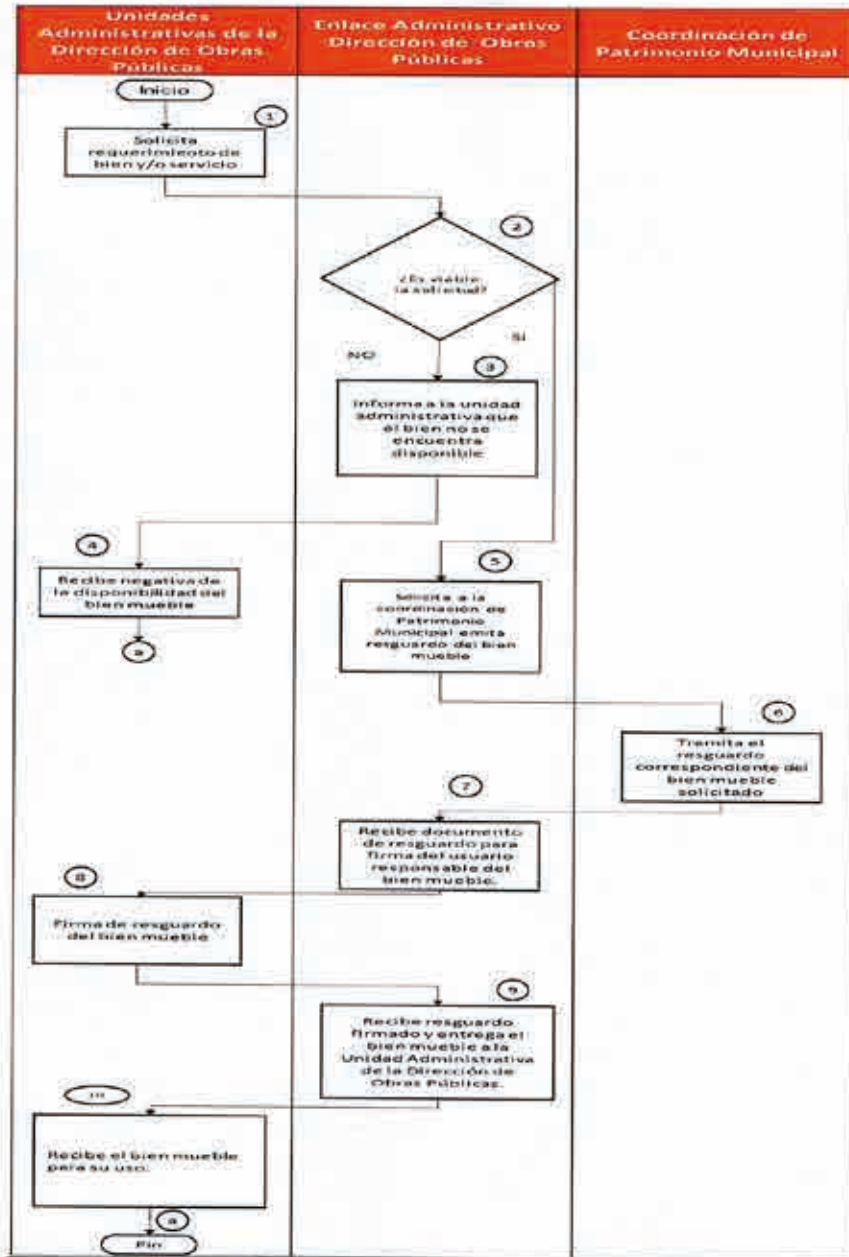 Unidades
Administrativas de la
Dirección de Obras
Públicas
Enlace Administrativo
Dirección de Obras
Públicas
Coordinación de
Patrimonio Municipal
Inicio
1
Solicita
requerimiento de
bien y/o servicio
2
¿Es viable
la solicitud?
SI
NO
3
Informa a la unidad
administrativa que
el bien no se
encuentra
disponible
4
Recibe negativa de
la disponibilidad del
bien mueble
a
5
Solicita a la
coordinación de
Patrimonio
Municipal emita
resguardo del bien
mueble
6
Tramita el
resguardo
correspondiente del
bien mueble
solicitado
7
Recibe documento
de resguardo para
firma del usuario
responsable del
bien mueble.
8
Firma de resguardo
del bien mueble
9
Recibe resguardo
firmado y entrega el
bien mueble a la
Unidad Administrativa
de la Dirección de
Obras Públicas.
10
Recibe el bien mueble
para su uso.
a
Fin